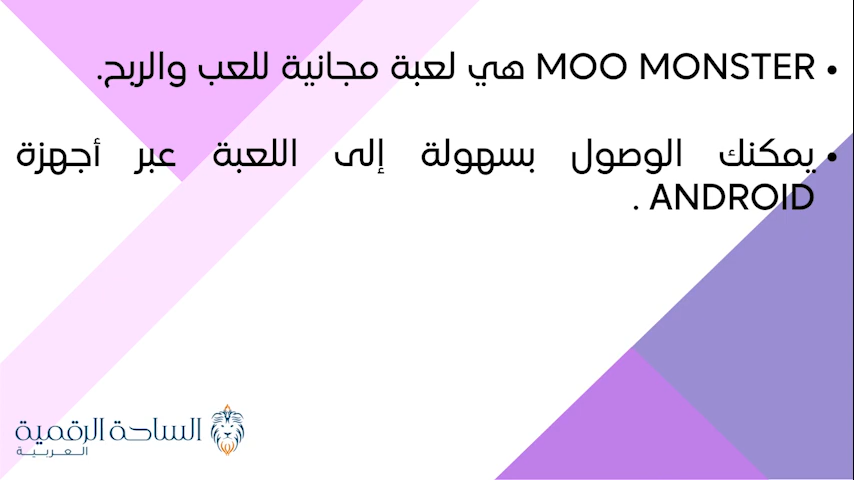 • MOO MONSTER هي لعبة مجانية للعب والربح.
• يمكنك الوصول بسهولة إلى اللعبة عبر أجهزة
ANDROID .
الساحة الرقمية
العربية